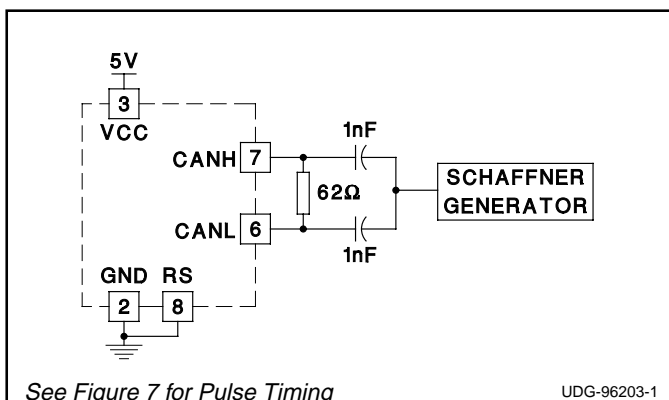 5V
3
VCC
1nF
CANH 7
62Ω
SCHAFFNER
GENERATOR
CANL 6
1nF
GND RS
2 8
See Figure 7 for Pulse Timing
UDG-96203-1